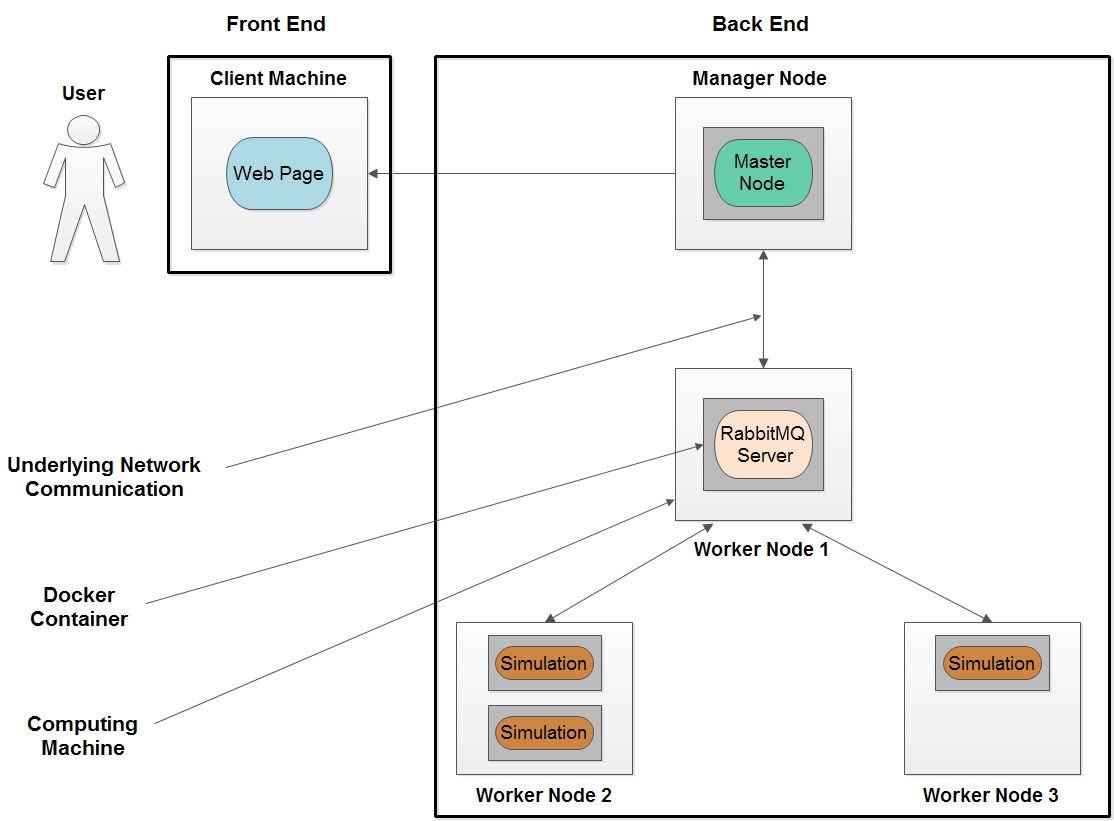 Front End
Back End
User
Client Machine
Manager Node
Web Page
Master
Node
Underlying Network
Communication
RabbitMQ
Server
Worker Node 1
Docker
Container
Simulation
Simulation
Simulation
Computing
Machine
Worker Node 2
Worker Node 3